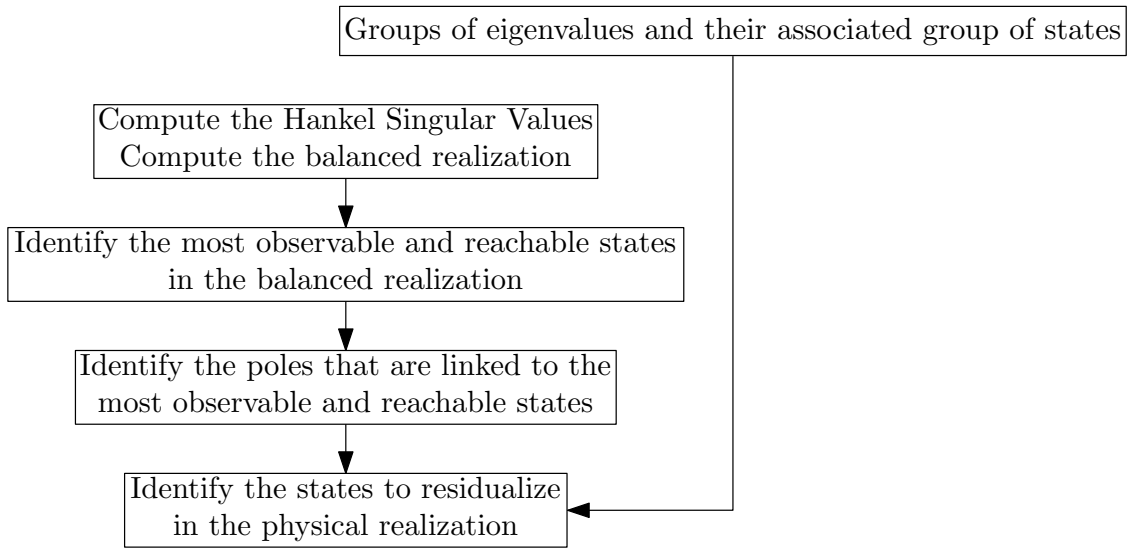 Groups of eigenvalues and their associated group of states
Compute the Hankel Singular Values
Compute the balanced realization
Identify the most observable and reachable states
in the balanced realization
Identify the poles that are linked to the
most observable and reachable states
Identify the states to residualize
in the physical realization